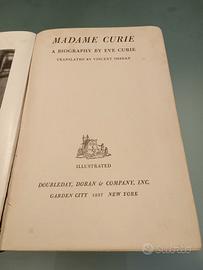 MADAME CURIE
A BIOGRAPHY BY EVE CURIE
TRANSLATED BY VINCENT SHEEAN
ILLUSTRATED
DOUBLEDAY, DORAN & COMPANY, INC.
GARDEN CITY 1937 NEW YORK
subito